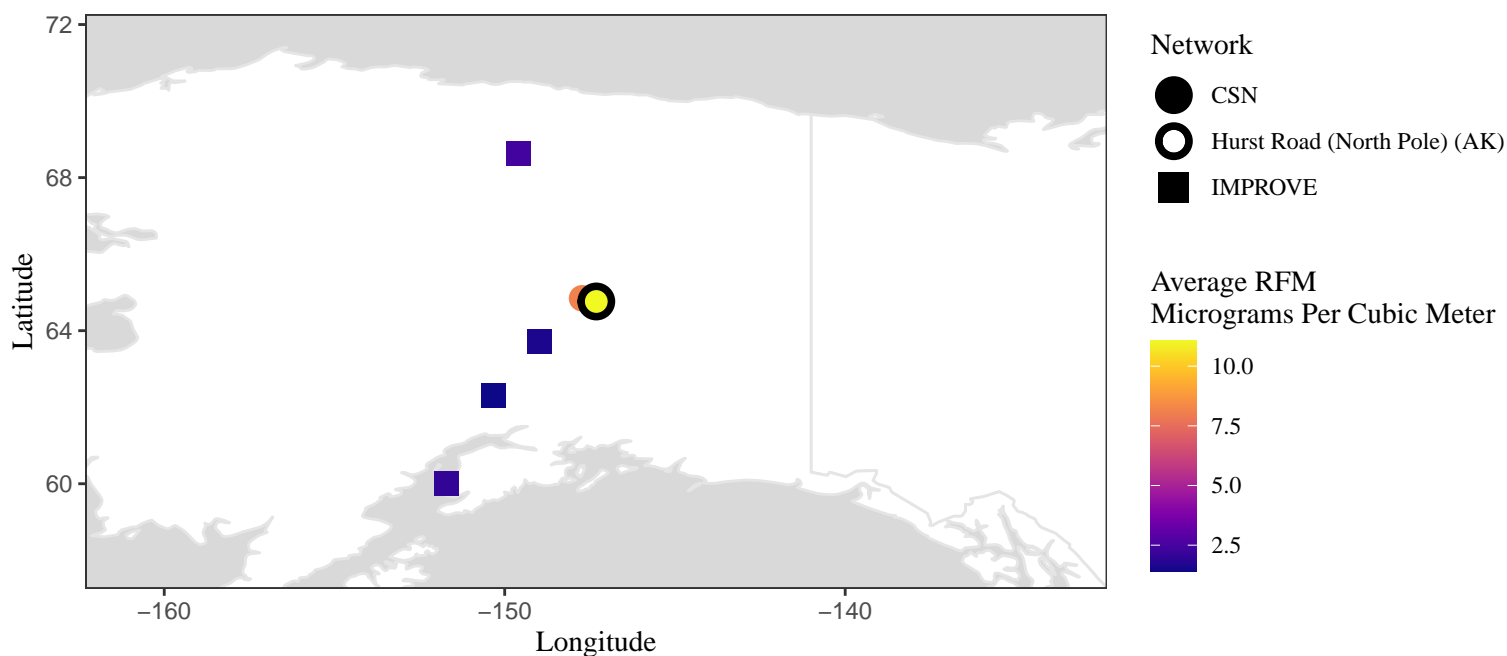 72
68
64
60
Latitude
−160
−150
−140
Longitude
Network
CSN
Hurst Road (North Pole) (AK)
IMPROVE
Average RFM
Micrograms Per Cubic Meter
10.0
7.5
5.0
2.5